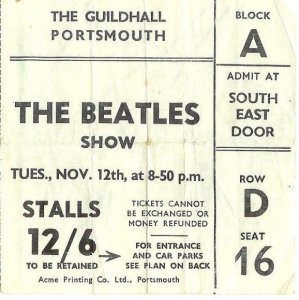 THE GUILDHALL
PORTSMOUTH
THE BEATLES
SHOW
TUES., NOV. 12th, at 8-50 p.m.
STALLS
12/6
TO BE RETAINED
TICKETS CANNOT
BE EXCHANGED OR
MONEY REFUNDED
→ FOR ENTRANCE
AND CAR PARKS
SEE PLAN ON BACK
Acme Printing Co. Ltd., Portsmouth
BLOCK
A
ADMIT AT
SOUTH
EAST
DOOR
ROW
D
SEAT
16